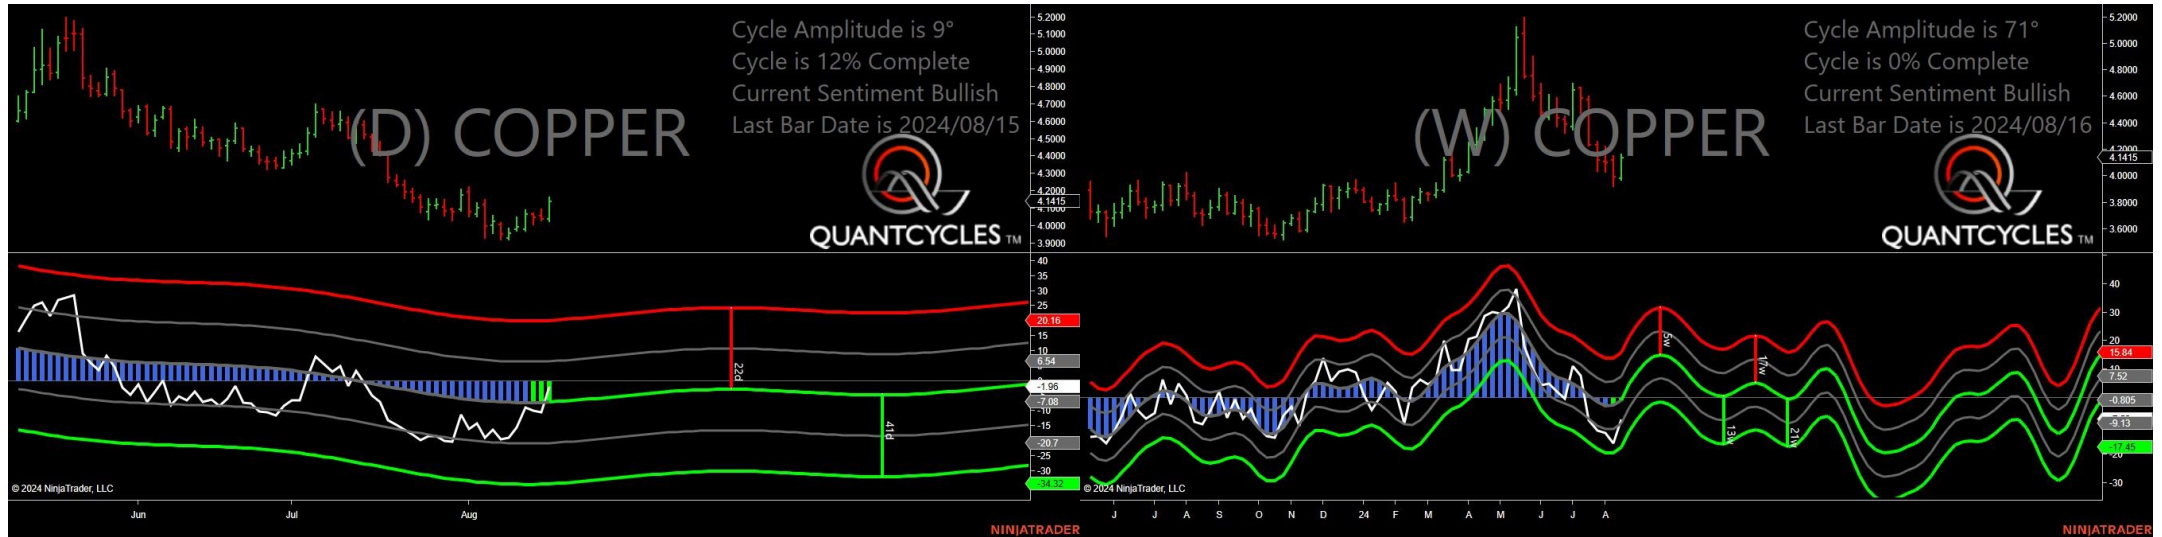 Cycle Amplitude is 9°
Cycle is 12% Complete
Current Sentiment Bullish
Last Bar Date is 2024/08/15
(D) COPPER
QUANTCYCLES TM
5.2000
5.1000
5.0000
4.9000
4.8000
4.7000
4.6000
4.5000
4.4000
4.3000
4.2000
4.1415
4.1000
4.0000
3.9000
40
35
30
25
20.16
15
10
6.54
-1.96
-7.08
-10
-15
-20.7
-25
-30
-34.32
22d
41d
© 2024 NinjaTrader, LLC
Jun
Jul
Aug
NINJATRADER
Cycle Amplitude is 71°
Cycle is 0% Complete
Current Sentiment Bullish
Last Bar Date is 2024/08/16
(W) COPPER
QUANTCYCLES TM
5.2000
5.0000
4.8000
4.6000
4.4000
4.2000
4.1415
4.0000
3.8000
3.6000
40
30
20
15.84
7.52
-0.805
-9.13
-17.45
-20
-30
5w
17w
13w
21w
© 2024 NinjaTrader, LLC
J
J
A
S
O
N
D
24
F
M
A
M
J
J
A
NINJATRADER